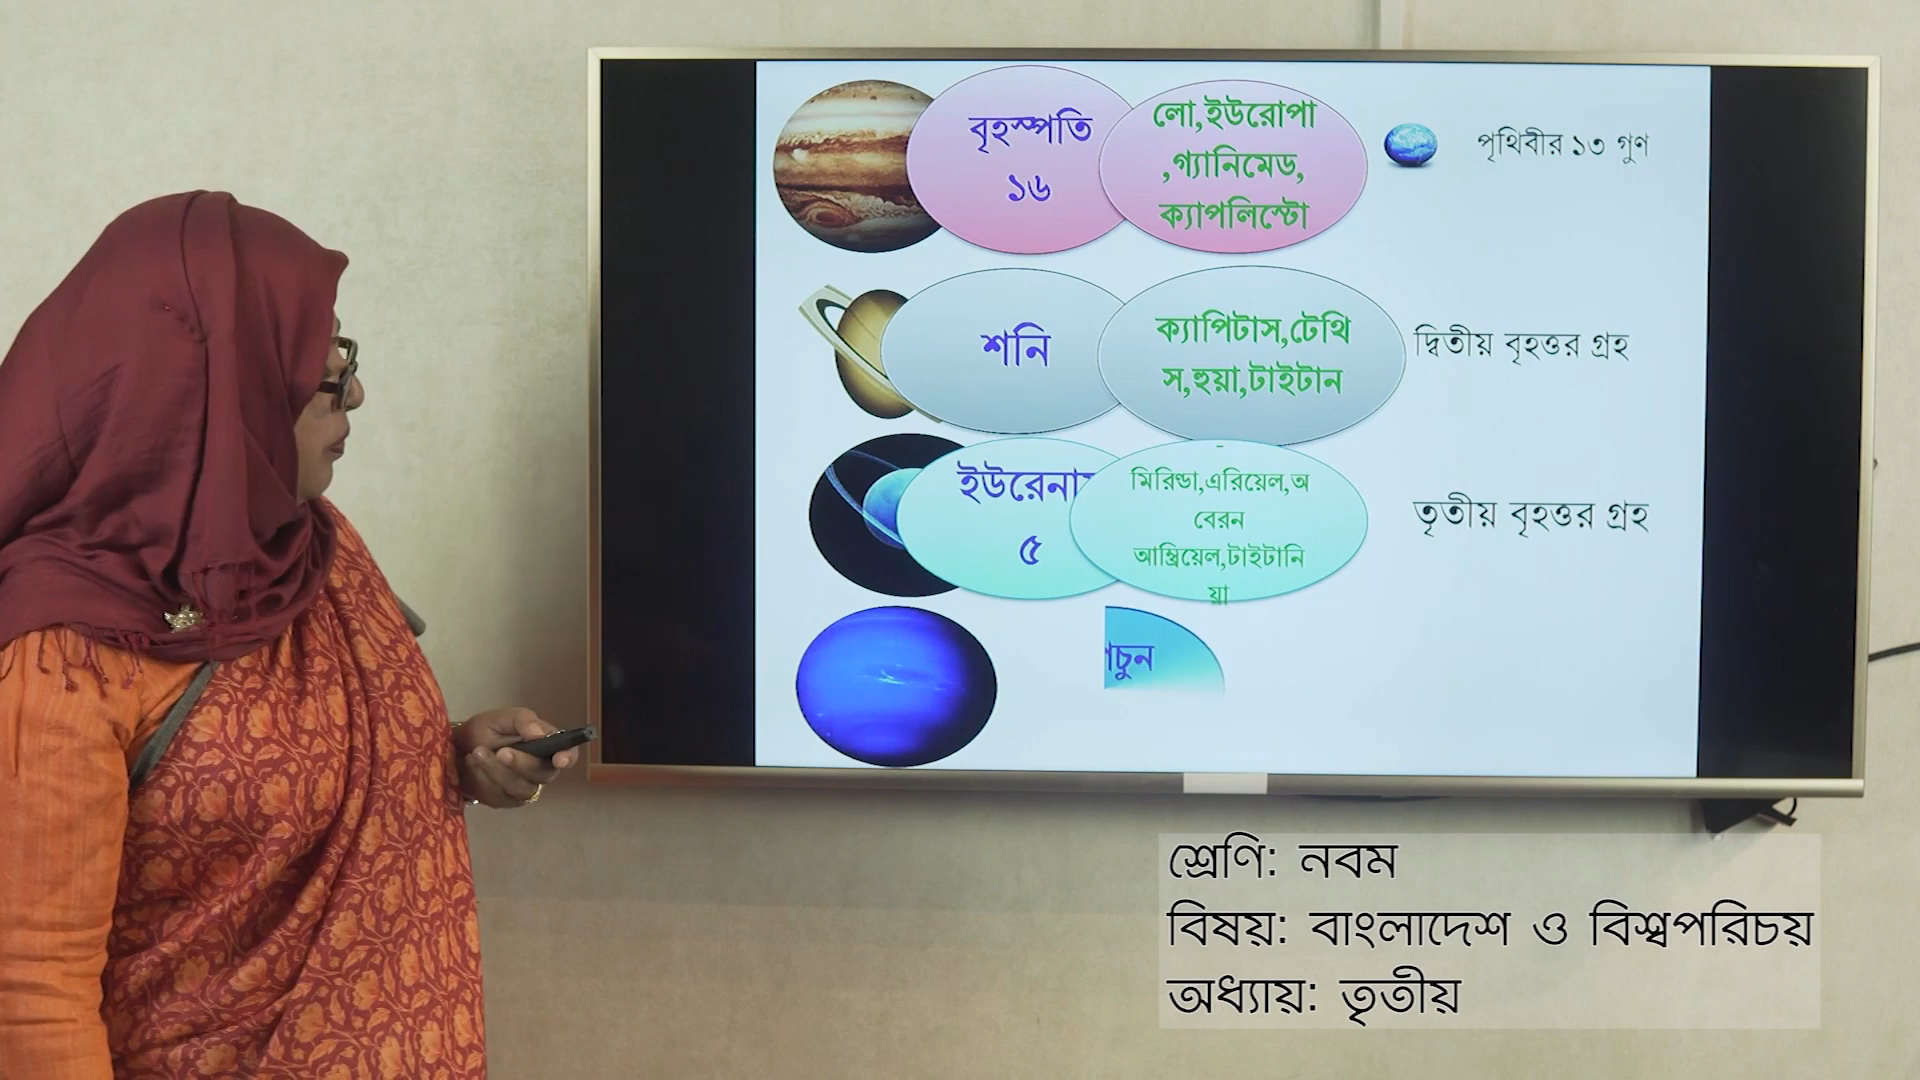 বৃহস্পতি
১৬
লো,ইউরোপা
,গ্যানিমেড,
ক্যাপলিস্টো
পৃথিবীর ১৩ গুণ
শনি
ক্যাপিটাস,টেথি
স,হুয়া,টাইটান
দ্বিতীয় বৃহত্তর গ্রহ
ইউরেনাস
৫
মিরিন্ডা,এরিয়েল,অ
বেরন
আম্ব্রিয়েল,টাইটানি
য়া
তৃতীয় বৃহত্তর গ্রহ
চুন
শ্রেণি: নবম
বিষয়: বাংলাদেশ ও বিশ্বপরিচয়
অধ্যায়: তৃতীয়